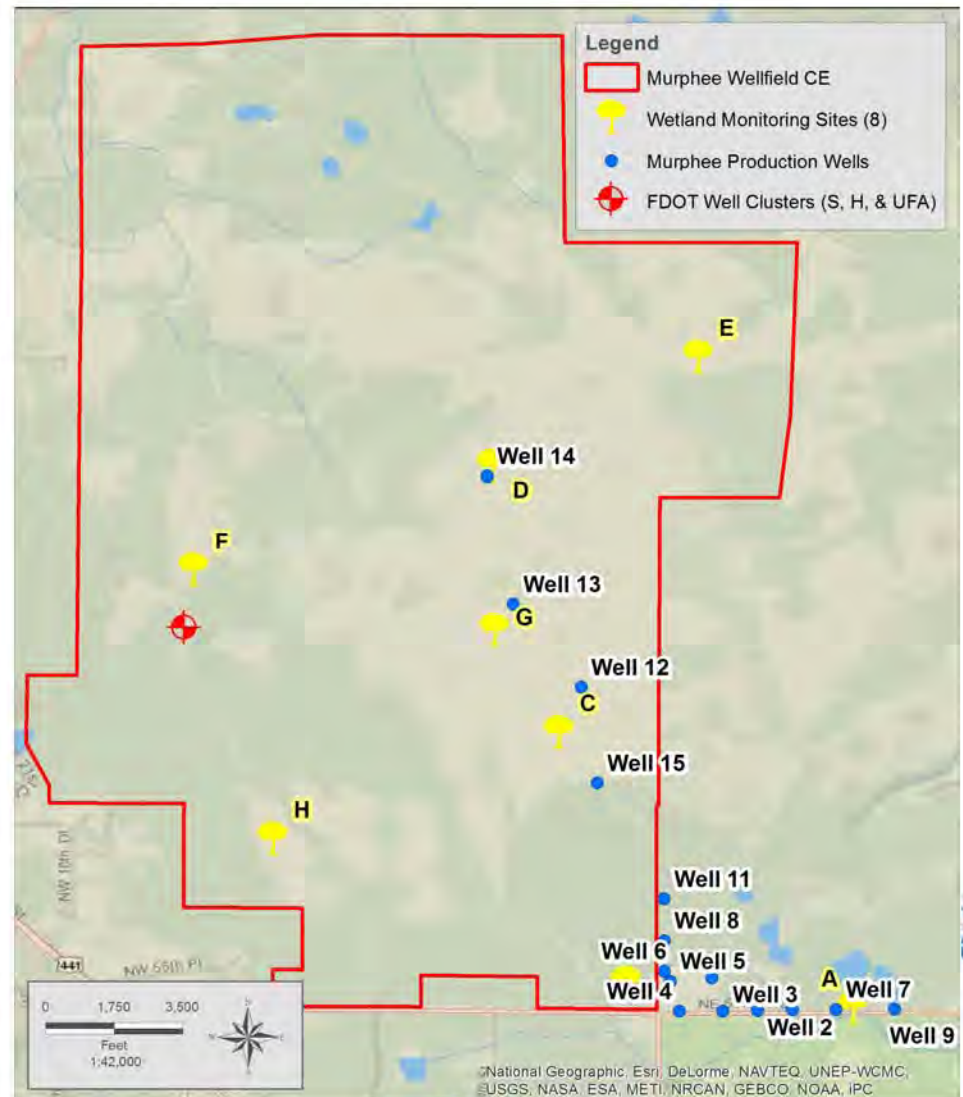 Legend
Murphee Wellfield CE
Wetland Monitoring Sites (8)
Murphee Production Wells
FDOT Well Clusters (S, H, & UFA)
E
Well 14
D
F
Well 13
G
Well 12
C
Well 15
H
Well 11
Well 8
Well 6
Well 5
Well 4
Well 3
A
Well 7
Well 2
Well 9
441
NW 55th Pl
0 1,750 3,500
Feet
1:42,000
N
National Geographic, Esri, DeLorme, NAVTEQ, UNEP-WCMC,
USGS, NASA, ESA, METI, NRCAN, GEBCO, NOAA, iPC